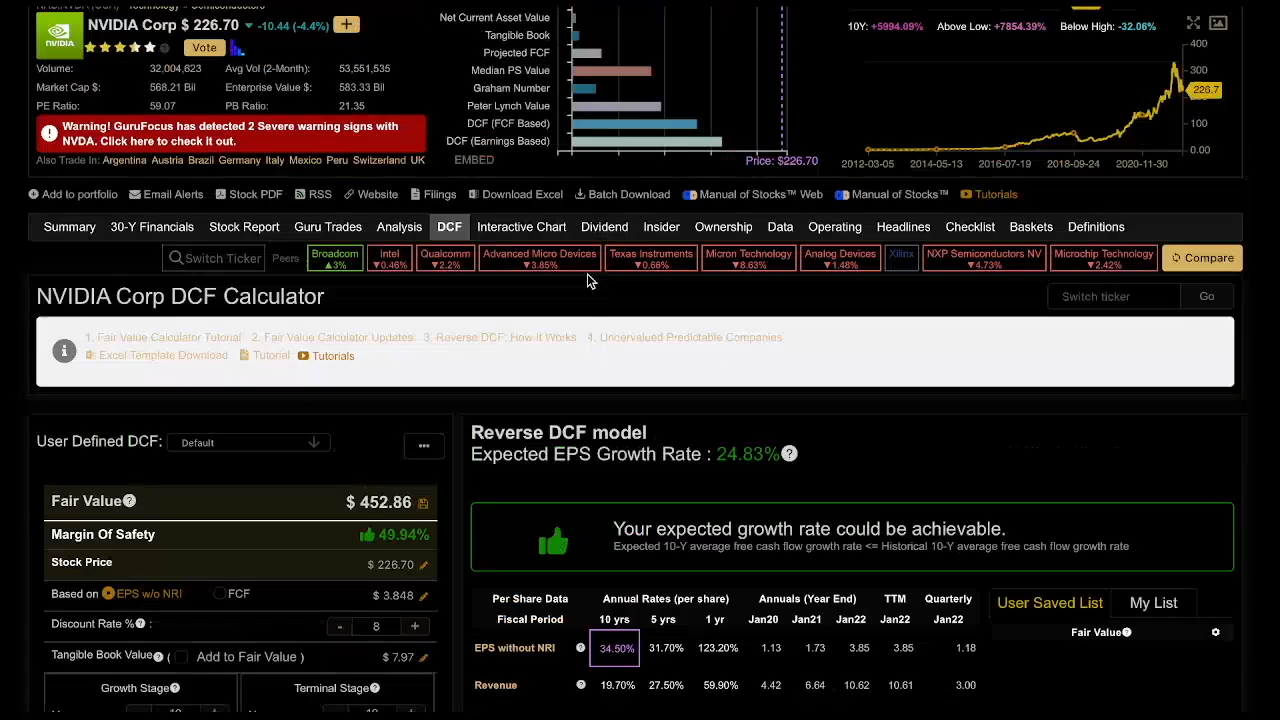 NVIDIA Corp $ 226.70 -10.44 (-4.4%) +
NVIDIA
Vote
Volume: 32,004,623 Avg Vol (2-Month): 53,551,535
Market Cap $: 568.21 Bil Enterprise Value $: 583.33 Bil
PE Ratio: 59.07 PB Ratio: 21.35
Warning! GuruFocus has detected 2 Severe warning signs with
NVDA. Click here to check it out.
Also Trade In: Argentina Austria Brazil Germany Italy Mexico Peru Switzerland UK
Net Current Asset Value
Tangible Book
Projected FCF
Median PS Value
Graham Number
Peter Lynch Value
DCF (FCF Based)
DCF (Earnings Based)
EMBED
Price: $226.70
10Y: +5994.09% Above Low: +7854.39% Below High: -32.06%
400
300
226.7
0.00
2012-03-05 2014-05-13 2016-07-19 2018-09-24 2020-11-30
Add to portfolio Email Alerts Stock PDF RSS Website Filings Download Excel Batch Download Manual of Stocks™ Web Manual of Stocks™ Tutorials
Summary 30-Y Financials Stock Report Guru Trades Analysis DCF Interactive Chart Dividend Insider Ownership Data Operating Headlines Checklist Baskets Definitions
Switch Ticker Peers Broadcom Intel Qualcomm Advanced Micro Devices Texas Instruments Micron Technology Analog Devices Xilinx NXP Semiconductors NV Microchip Technology Compare
▲3% ▼0.46% ▼2.2% ▼3.85% ▼0.66% ▼8.63% ▼1.48% ▼4.73% ▼2.42%
NVIDIA Corp DCF Calculator
Switch ticker Go
1. Fair Value Calculator Tutorial 2. Fair Value Calculator Updates 3. Reverse DCF: How It Works 4. Undervalued Predictable Companies
Excel Template Download Tutorial Tutorials
User Defined DCF: Default ...
Fair Value $ 452.86
Margin Of Safety 49.94%
Stock Price $ 226.70
Based on EPS w/o NRI FCF $ 3.848
Discount Rate % : - 8 +
Tangible Book Value ( Add to Fair Value ) $ 7.97
Growth Stage Terminal Stage
Reverse DCF model
Expected EPS Growth Rate : 24.83%
Your expected growth rate could be achievable.
Expected 10-Y average free cash flow growth rate <= Historical 10-Y average free cash flow growth rate
Per Share Data Annual Rates (per share) Annuals (Year End) TTM Quarterly
Fiscal Period 10 yrs 5 yrs 1 yr Jan20 Jan21 Jan22 Jan22 Jan22
EPS without NRI 34.50% 31.70% 123.20% 1.13 1.73 3.85 3.85 1.18
Revenue 19.70% 27.50% 59.90% 4.42 6.64 10.62 10.61 3.00
User Saved List My List
Fair Value